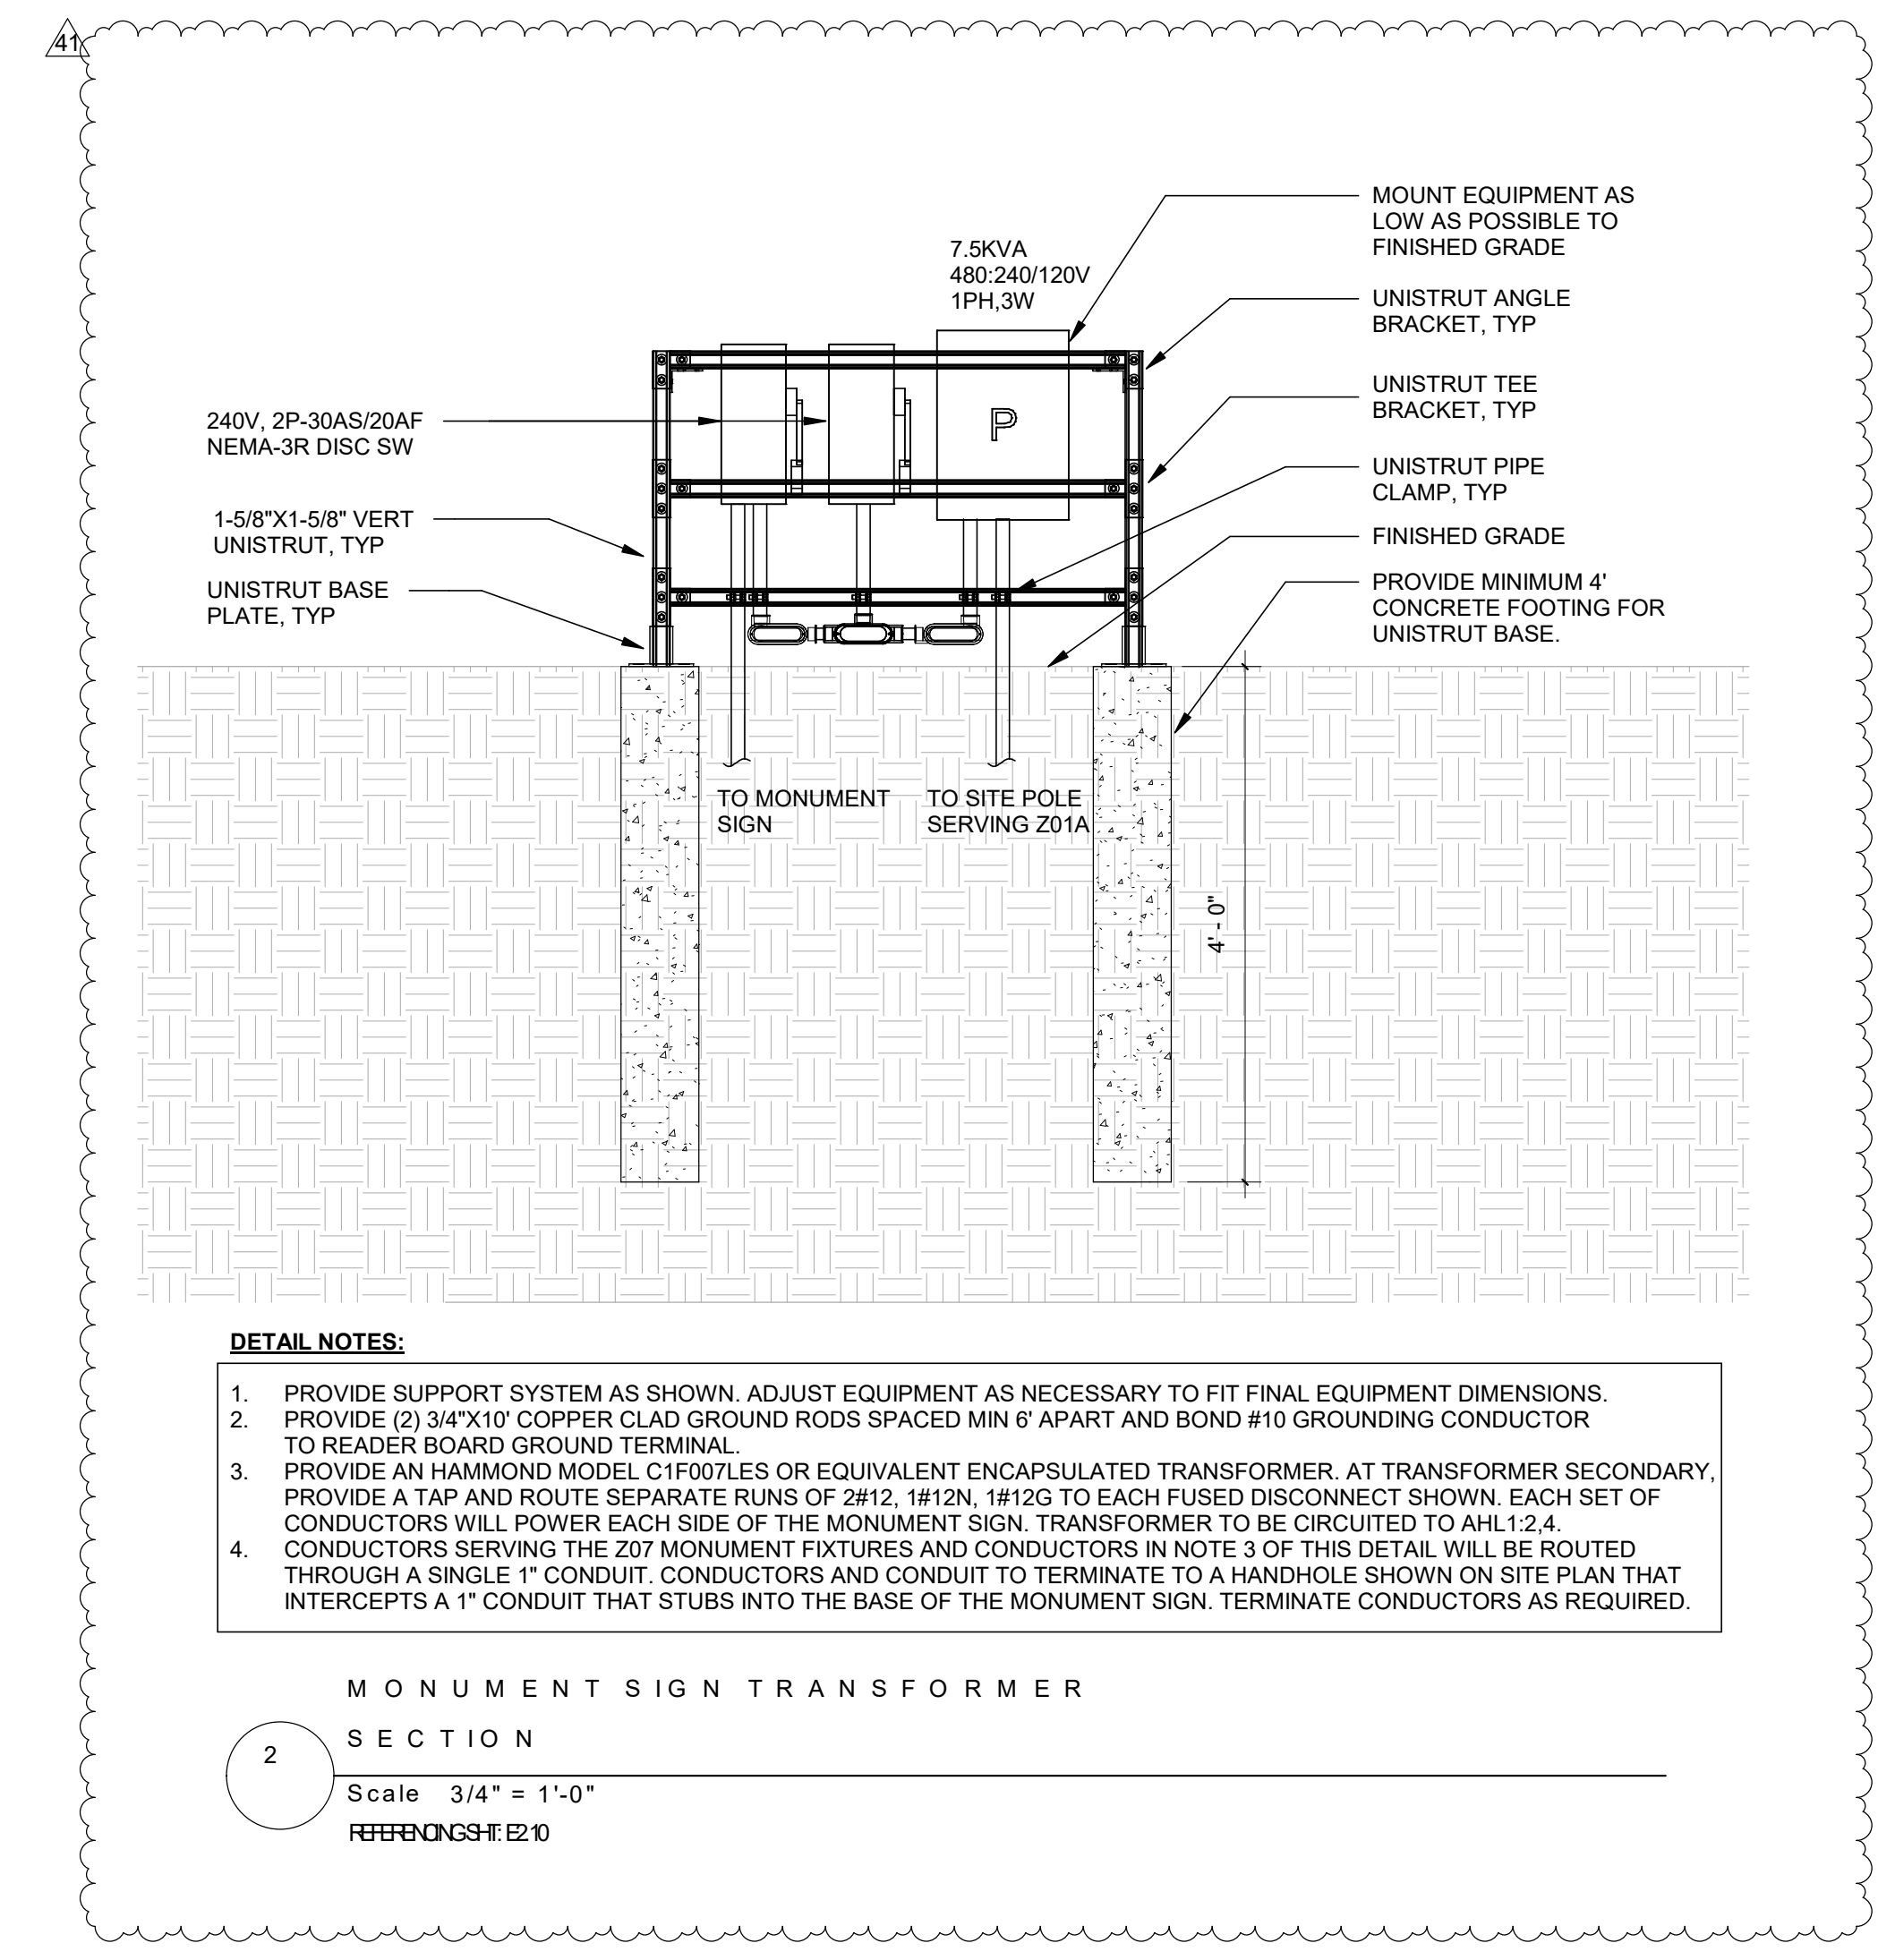 41
MOUNT EQUIPMENT AS
LOW AS POSSIBLE TO
FINISHED GRADE
7.5KVA
480:240/120V
1PH,3W
UNISTRUT ANGLE
BRACKET, TYP
UNISTRUT TEE
BRACKET, TYP
P
240V, 2P-30AS/20AF
NEMA-3R DISC SW
UNISTRUT PIPE
CLAMP, TYP
1-5/8"X1-5/8" VERT
UNISTRUT, TYP
FINISHED GRADE
UNISTRUT BASE
PLATE, TYP
PROVIDE MINIMUM 4'
CONCRETE FOOTING FOR
UNISTRUT BASE.
TO MONUMENT
SIGN
TO SITE POLE
SERVING Z01A
4' - 0"
DETAIL NOTES:
1. PROVIDE SUPPORT SYSTEM AS SHOWN. ADJUST EQUIPMENT AS NECESSARY TO FIT FINAL EQUIPMENT DIMENSIONS.
2. PROVIDE (2) 3/4"X10' COPPER CLAD GROUND RODS SPACED MIN 6' APART AND BOND #10 GROUNDING CONDUCTOR
TO READER BOARD GROUND TERMINAL.
3. PROVIDE AN HAMMOND MODEL C1F007LES OR EQUIVALENT ENCAPSULATED TRANSFORMER. AT TRANSFORMER SECONDARY,
PROVIDE A TAP AND ROUTE SEPARATE RUNS OF 2#12, 1#12N, 1#12G TO EACH FUSED DISCONNECT SHOWN. EACH SET OF
CONDUCTORS WILL POWER EACH SIDE OF THE MONUMENT SIGN. TRANSFORMER TO BE CIRCUITED TO AHL1:2,4.
4. CONDUCTORS SERVING THE Z07 MONUMENT FIXTURES AND CONDUCTORS IN NOTE 3 OF THIS DETAIL WILL BE ROUTED
THROUGH A SINGLE 1" CONDUIT. CONDUCTORS AND CONDUIT TO TERMINATE TO A HANDHOLE SHOWN ON SITE PLAN THAT
INTERCEPTS A 1" CONDUIT THAT STUBS INTO THE BASE OF THE MONUMENT SIGN. TERMINATE CONDUCTORS AS REQUIRED.
MONUMENT SIGN TRANSFORMER
SECTION
2
Scale 3/4" = 1'-0"
REFERENCING SHT: E2.10